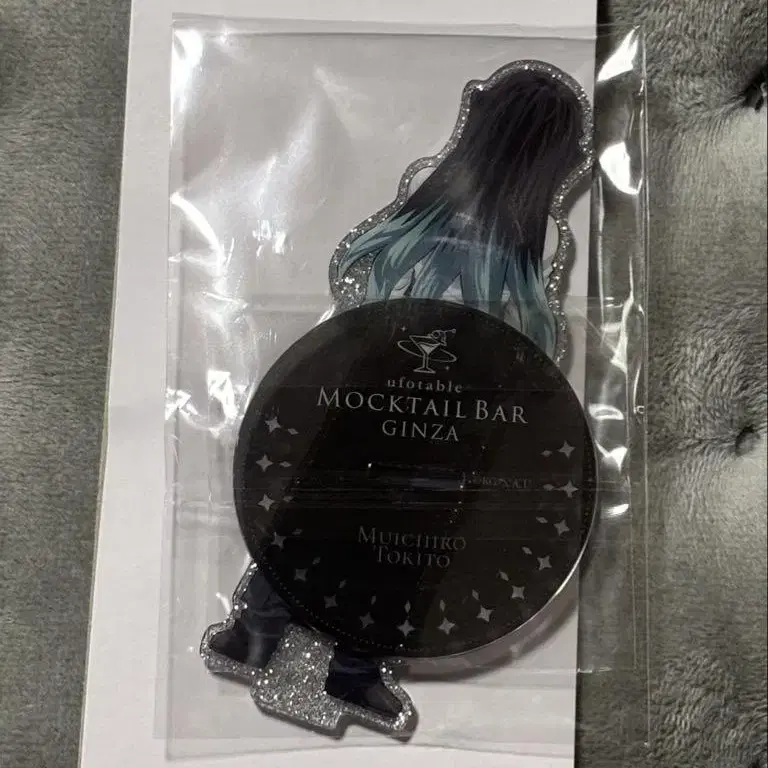 ufotable
MOCKTAIL BAR
GINZA
MUICHIRO
TOKITO